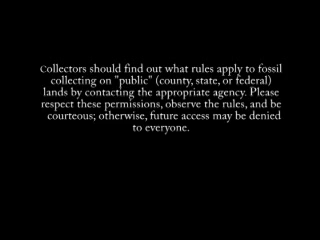 Collectors should find out what rules apply to fossil
collecting on "public" (county, state, or federal)
lands by contacting the appropriate agency. Please
respect these permissions, observe the rules, and be
courteous; otherwise, future access may be denied
to everyone.